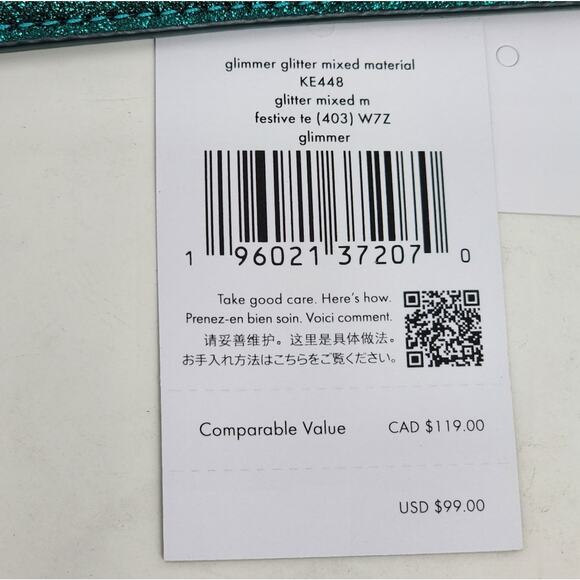 glimmer glitter mixed material
KE448
glitter mixed m
festive te (403) W7Z
glimmer
1 96021 37207 0
Take good care. Here's how.
Prenez-en bien soin. Voici comment.
请妥善维护。这里是具体做法。
お手入れ方法はこちらをご覧ください。
Comparable Value CAD $119.00
USD $99.00